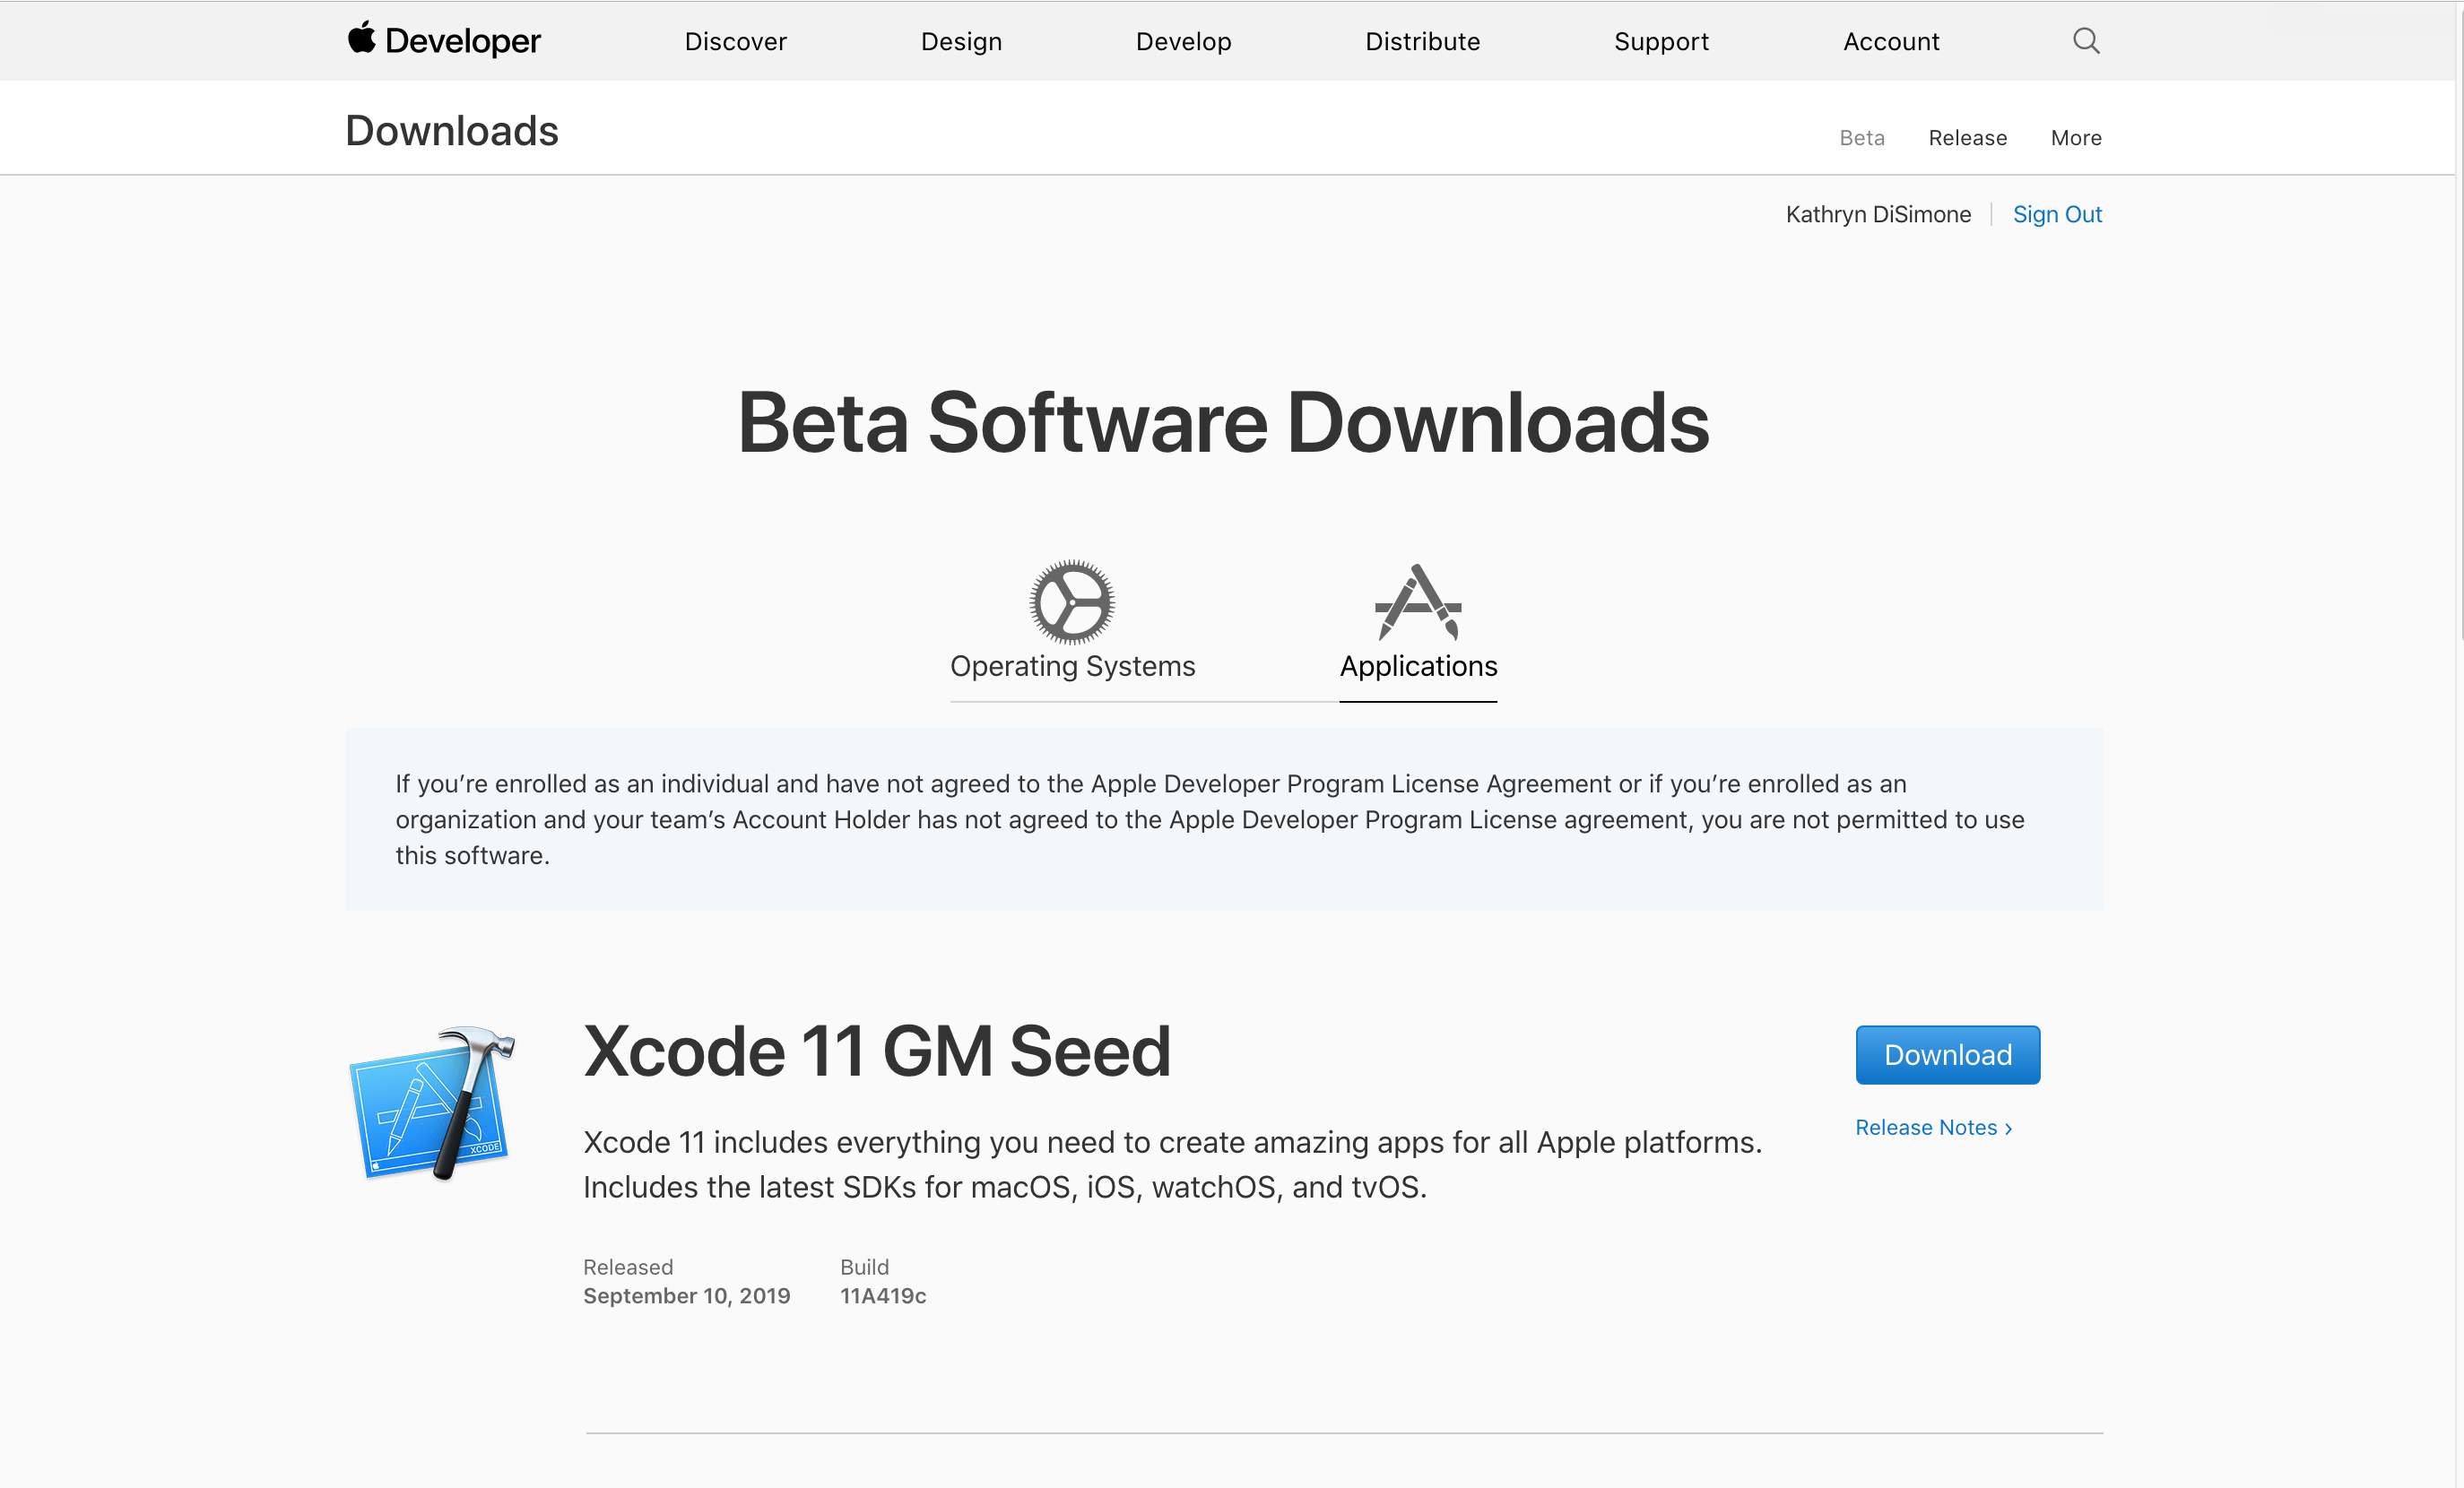 Developer
Discover
Design
Develop
Distribute
Support
Account
Downloads
Beta
Release
More
Kathryn DiSimone
Sign Out
Beta Software Downloads
Operating Systems
Applications
If you’re enrolled as an individual and have not agreed to the Apple Developer Program License Agreement or if you’re enrolled as an
organization and your team’s Account Holder has not agreed to the Apple Developer Program License agreement, you are not permitted to use
this software.
XCODE
Xcode 11 GM Seed
Download
Release Notes ›
Xcode 11 includes everything you need to create amazing apps for all Apple platforms.
Includes the latest SDKs for macOS, iOS, watchOS, and tvOS.
Released
September 10, 2019
Build
11A419c